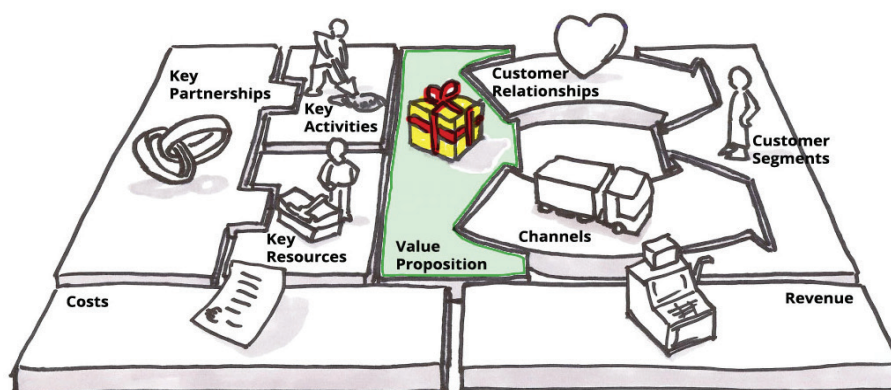 Key
Partnerships
Key
Activities
Key
Resources
Value
Proposition
Customer
Relationships
Channels
Customer
Segments
Costs
Revenue